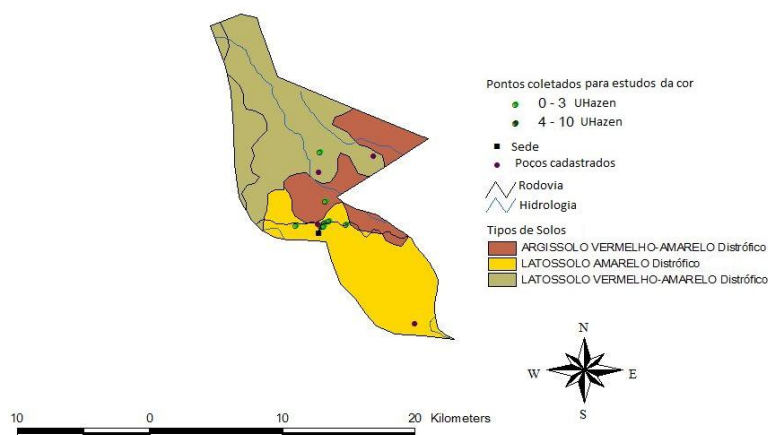 Pontos coletados para estudos da cor
0 - 3 UHazen
4 - 10 UHazen
Sede
Poços cadastrados
Rodovia
Hidrologia
Tipos de Solos
ARGISSOLO VERMELHO-AMARELO Distrófico
LATOSSOLO AMARELO Distrófico
LATOSSOLO VERMELHO-AMARELO Distrófico
N
W E
S
10 0 10 20 Kilometers